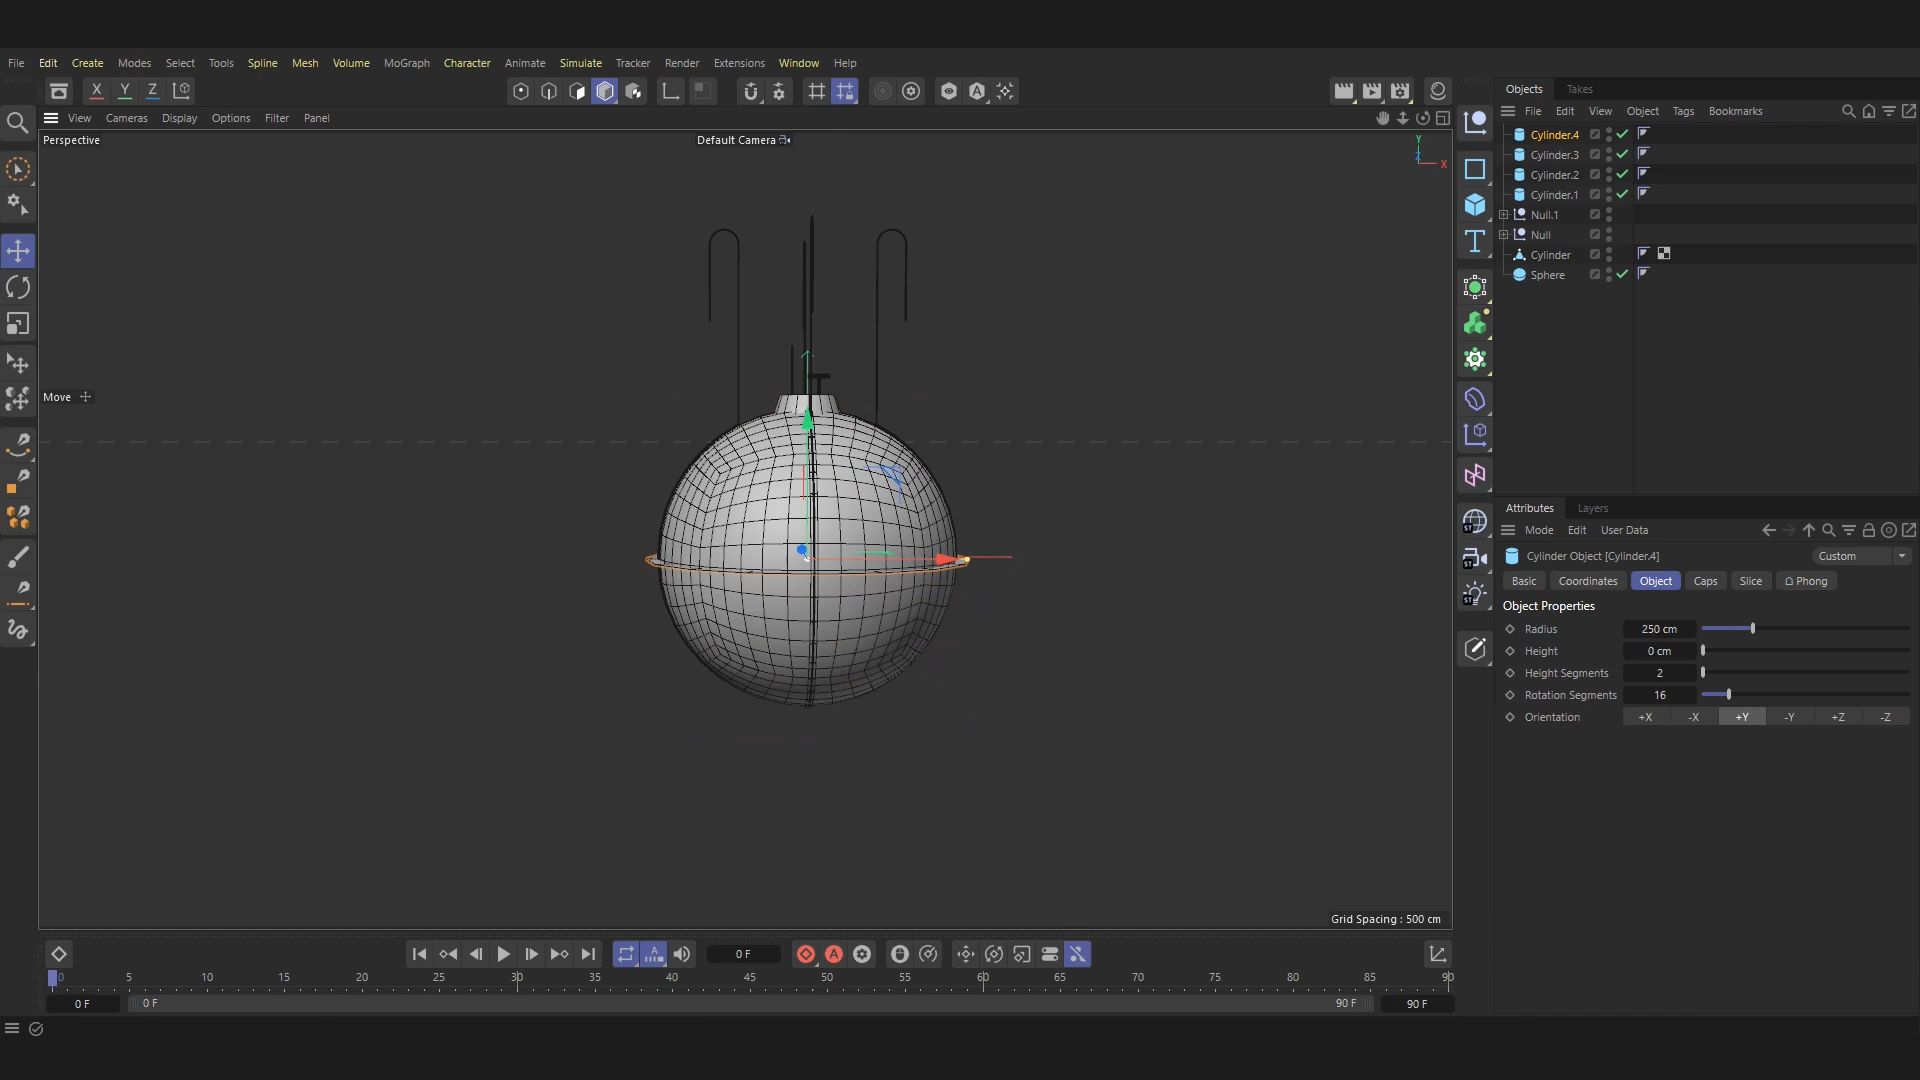 File Edit Create Modes Select Tools Spline Mesh Volume MoGraph Character Animate Simulate Tracker Render Extensions Window Help
X Y Z
View Cameras Display Options Filter Panel
Perspective
Default Camera
Y
Z
X
Move
Grid Spacing : 500 cm
Objects Takes
File Edit View Object Tags Bookmarks
Cylinder.4
Cylinder.3
Cylinder.2
Cylinder.1
Null.1
Null
Cylinder
Sphere
T
ST
ST
ST
Attributes Layers
Mode Edit User Data
Cylinder Object [Cylinder.4]
Custom
Basic Coordinates Object Caps Slice Phong
Object Properties
Radius 250 cm
Height 0 cm
Height Segments 2
Rotation Segments 16
Orientation +X -X +Y -Y +Z -Z
A
0 F
A
0 5 10 15 20 25 30 35 40 45 50 55 60 65 70 75 80 85 90
0 F 0 F 90 F 90 F